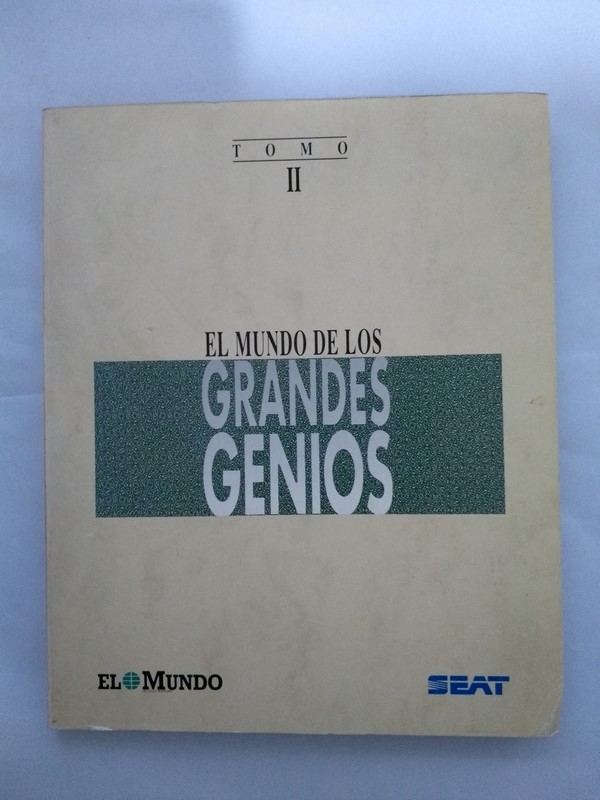 TOMO
II
EL MUNDO DE LOS
GRANDES
GENIOS
EL MUNDO
SEAT